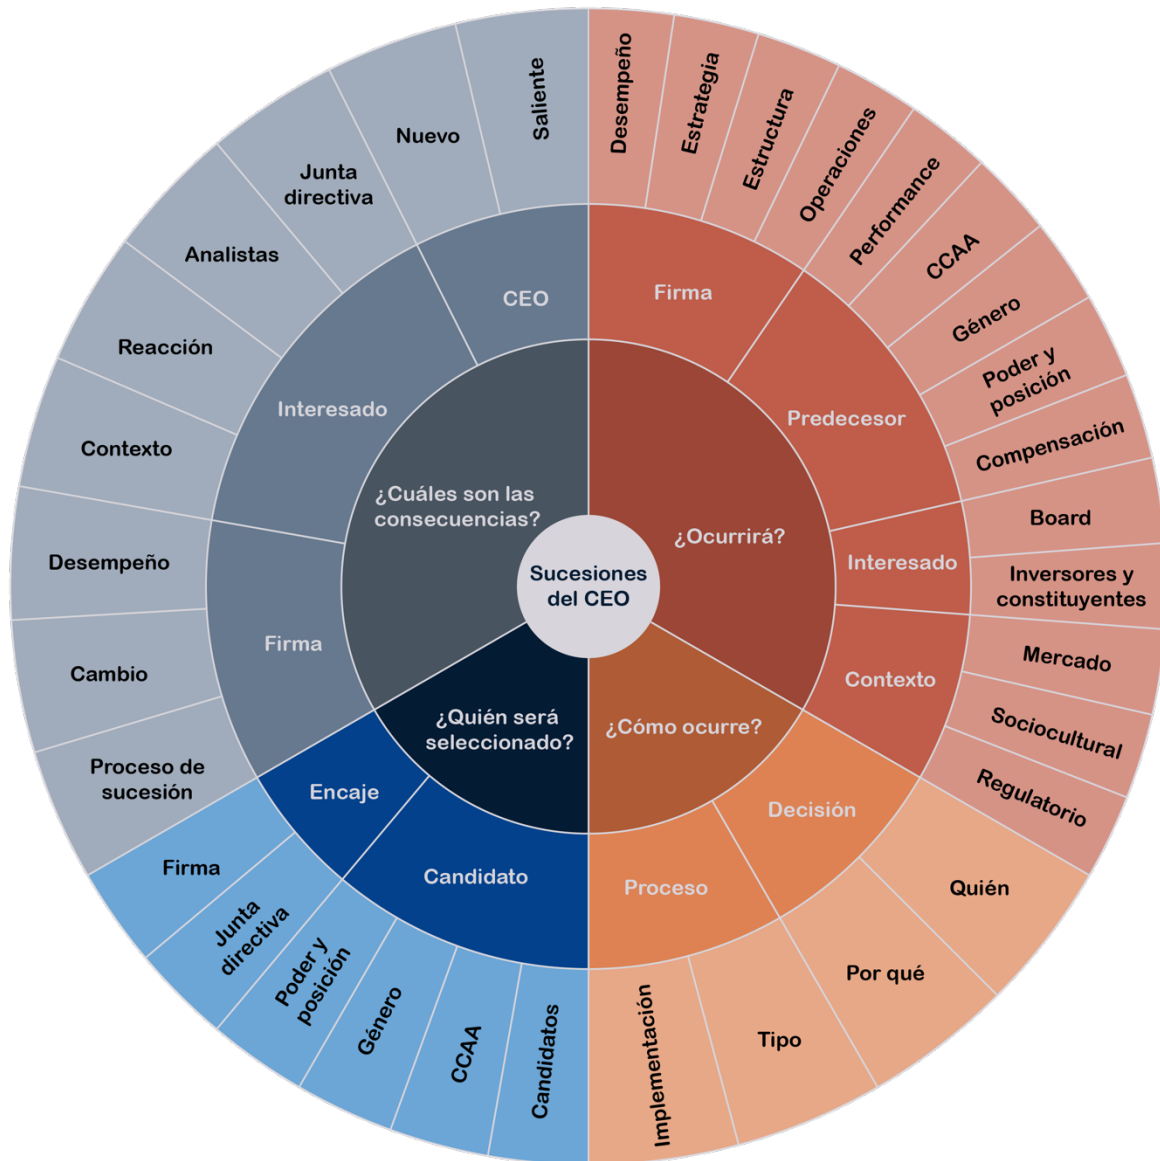 Sucesiones
del CEO
¿Ocurrirá?
Firma
Desempeño
Estrategia
Estructura
Operaciones
Predecesor
Performance
CCAA
Género
Poder y
posición
Compensación
Interesado
Board
Inversores y
constituyentes
Contexto
Mercado
Sociocultural
Regulatorio
¿Cómo ocurre?
Decisión
Quién
Por qué
Proceso
Tipo
Implementación
¿Quién será
seleccionado?
Candidato
Candidatos
CCAA
Género
Poder y
posición
Encaje
Junta
directiva
Firma
¿Cuáles son las
consecuencias?
Firma
Proceso de
sucesión
Cambio
Desempeño
Interesado
Contexto
Reacción
Analistas
Junta
directiva
CEO
Nuevo
Saliente